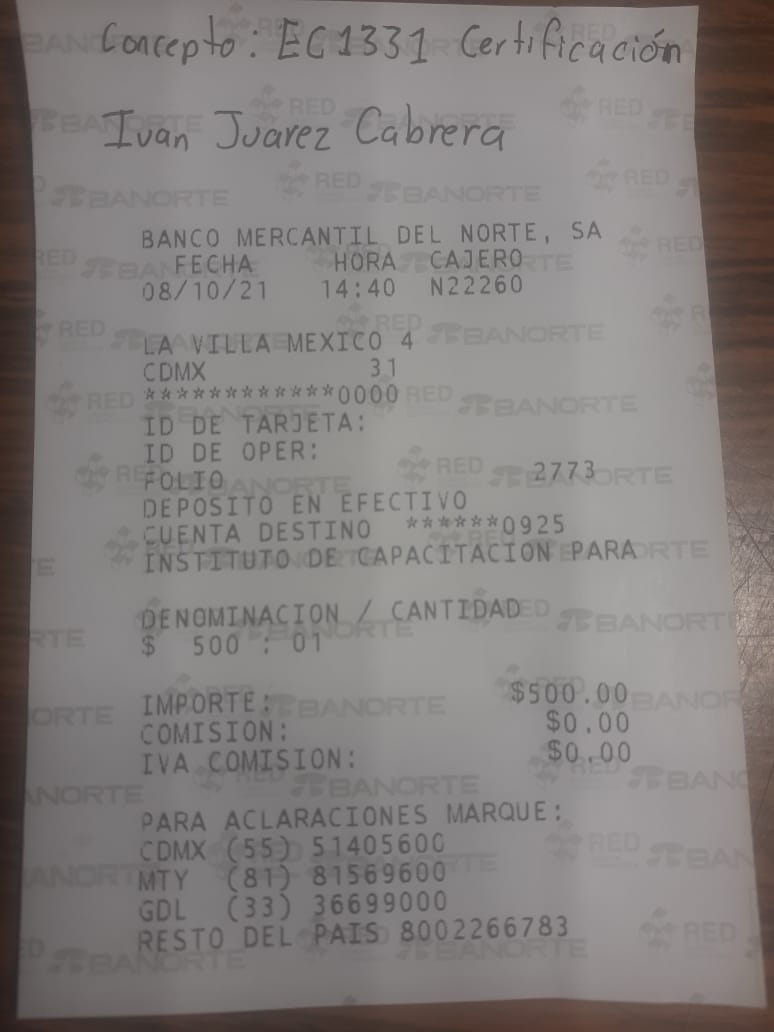 Concepto: EC1331 Certificación
Ivan Juarez Cabrera
BANCO MERCANTIL DEL NORTE, SA
FECHA HORA CAJERO
08/10/21 14:40 N22260
LA VILLA MEXICO 4
CDMX 31
************0000
ID DE TARJETA:
ID DE OPER:
FOLIO 2773
DEPOSITO EN EFECTIVO
CUENTA DESTINO ******0925
INSTITUTO DE CAPACITACION PARA
DENOMINACION / CANTIDAD
$ 500 : 01
IMPORTE: $500.00
COMISION: $0.00
IVA COMISION: $0.00
PARA ACLARACIONES MARQUE:
CDMX (55) 51405600
MTY (81) 81569600
GDL (33) 36699000
RESTO DEL PAIS 8002266783